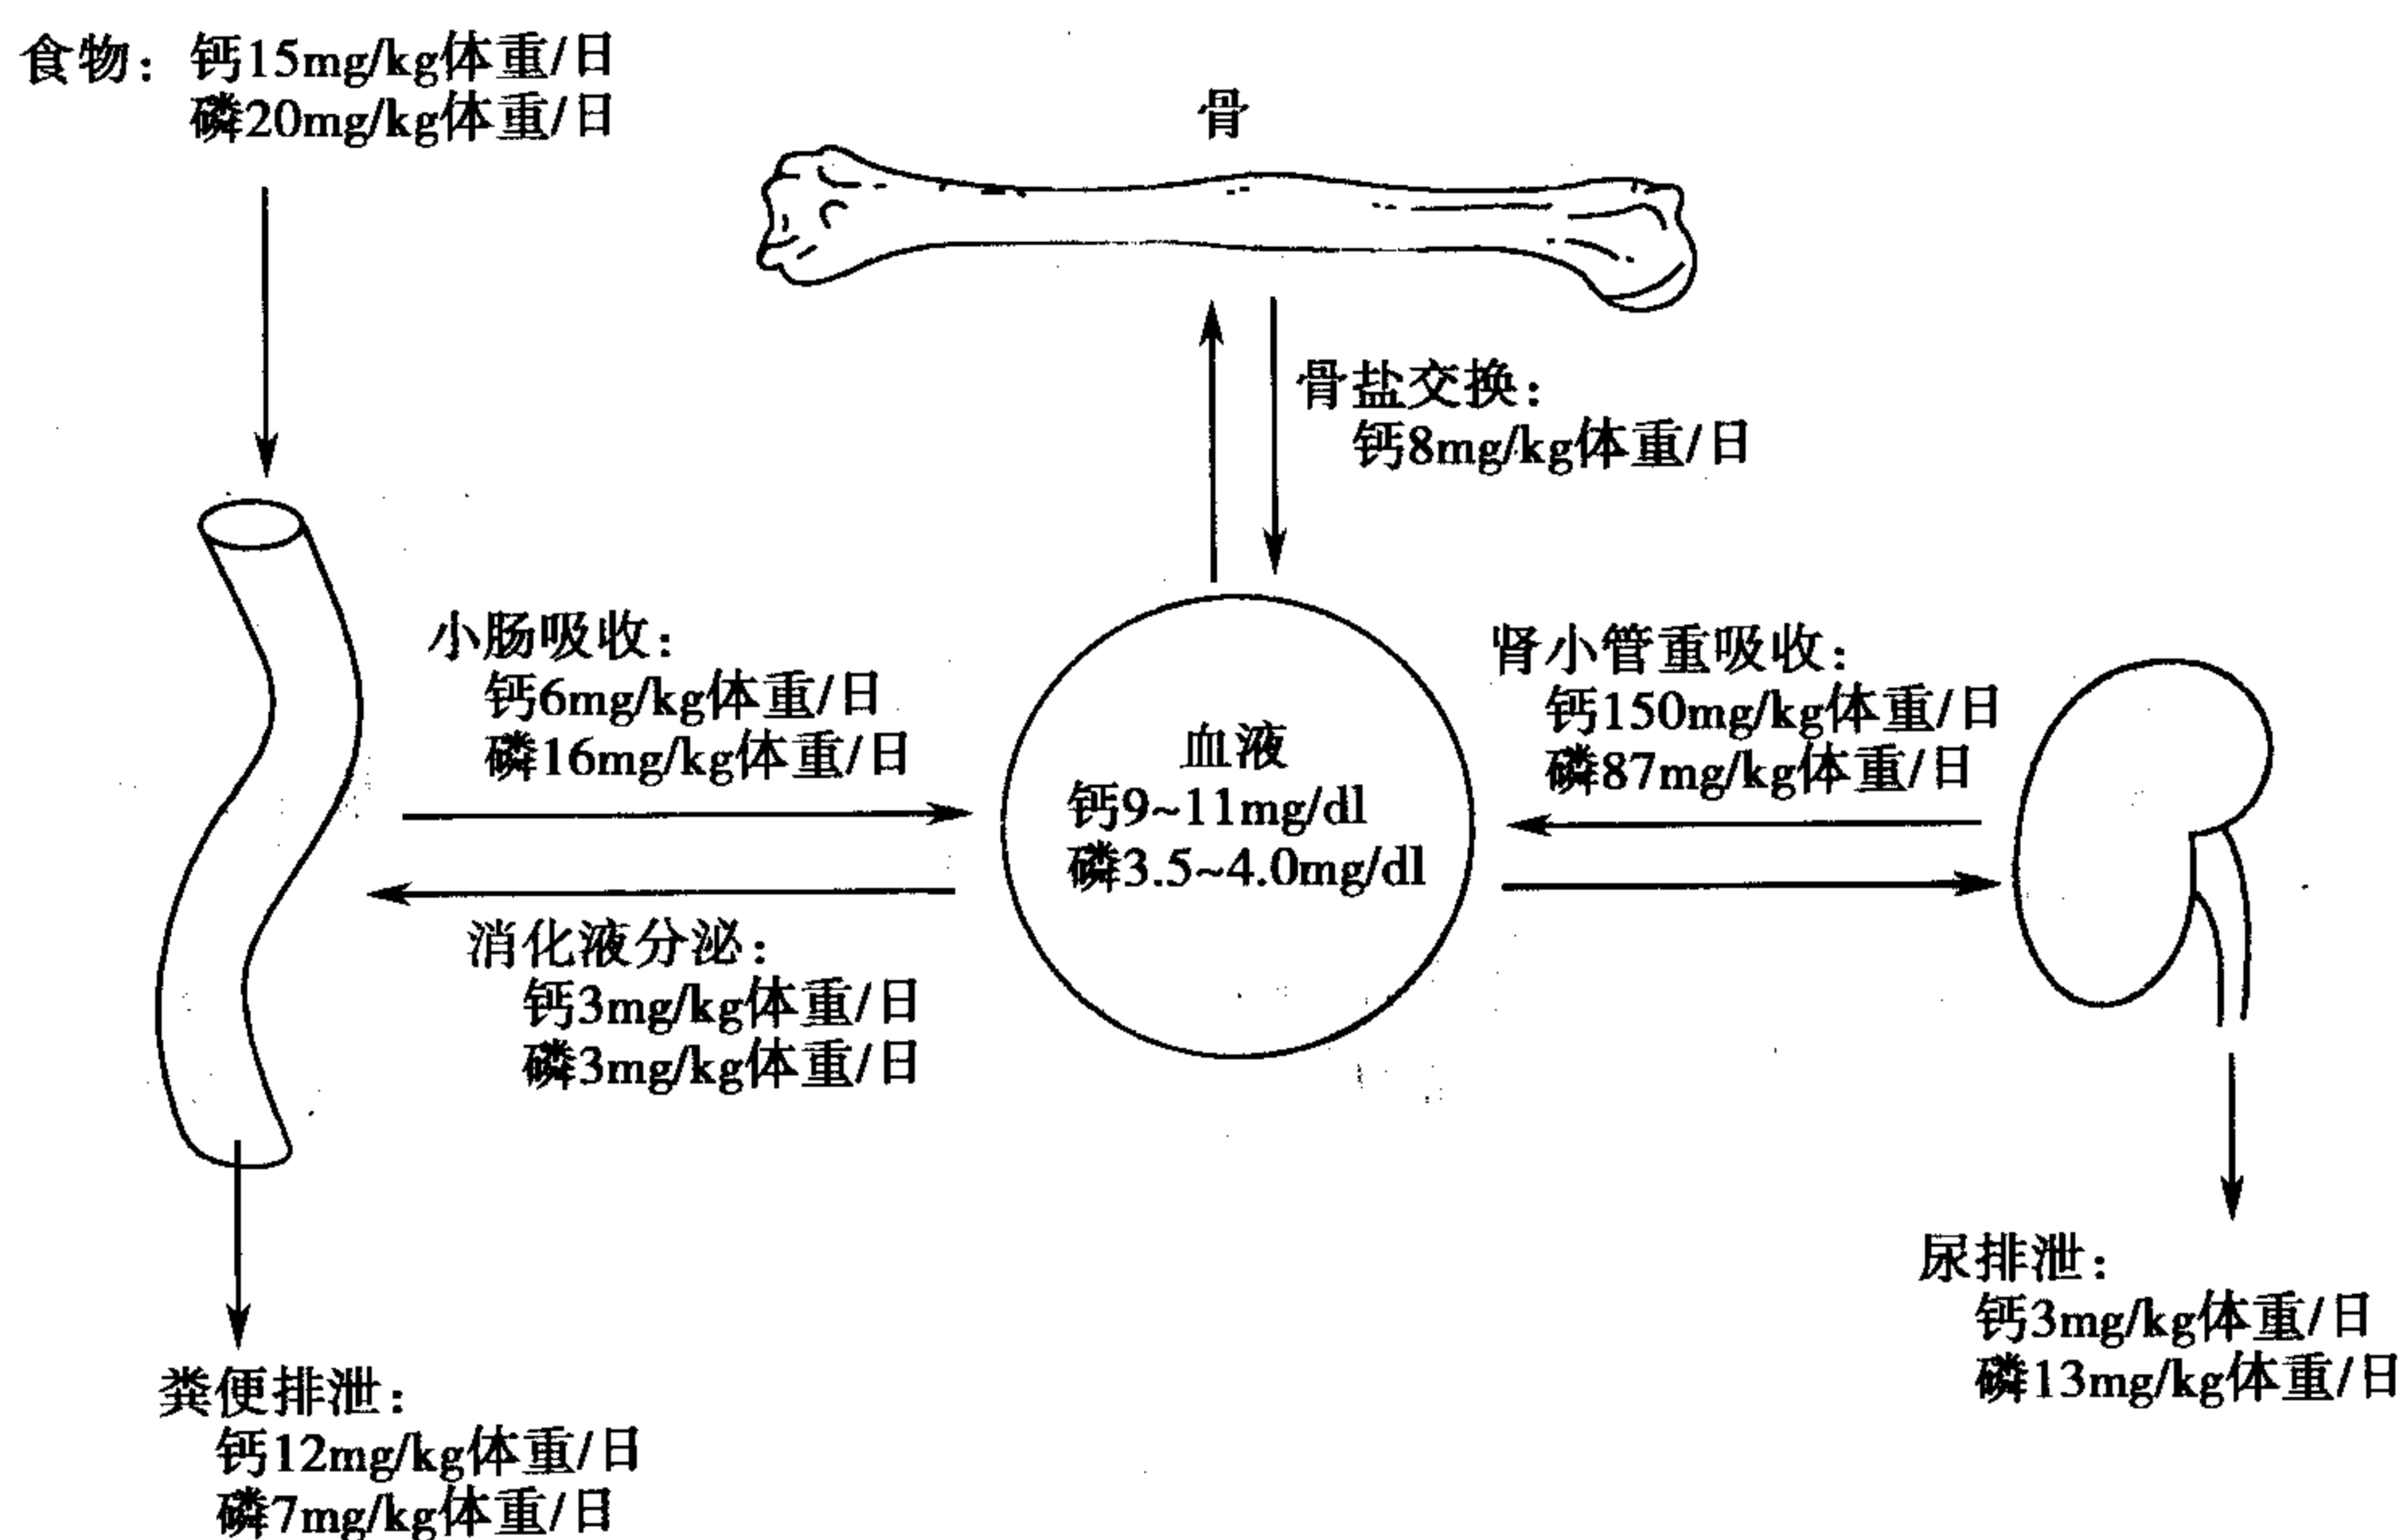 食物：钙15mg/kg体重/日
磷20mg/kg体重/日
骨
骨盐交换：
钙8mg/kg体重/日
小肠吸收：
钙6mg/kg体重/日
磷16mg/kg体重/日
消化液分泌：
钙3mg/kg体重/日
磷3mg/kg体重/日
血液
钙9~11mg/dl
磷3.5~4.0mg/dl
肾小管重吸收：
钙150mg/kg体重/日
磷87mg/kg体重/日
尿排泄：
钙3mg/kg体重/日
磷13mg/kg体重/日
粪便排泄：
钙12mg/kg体重/日
磷7mg/kg体重/日